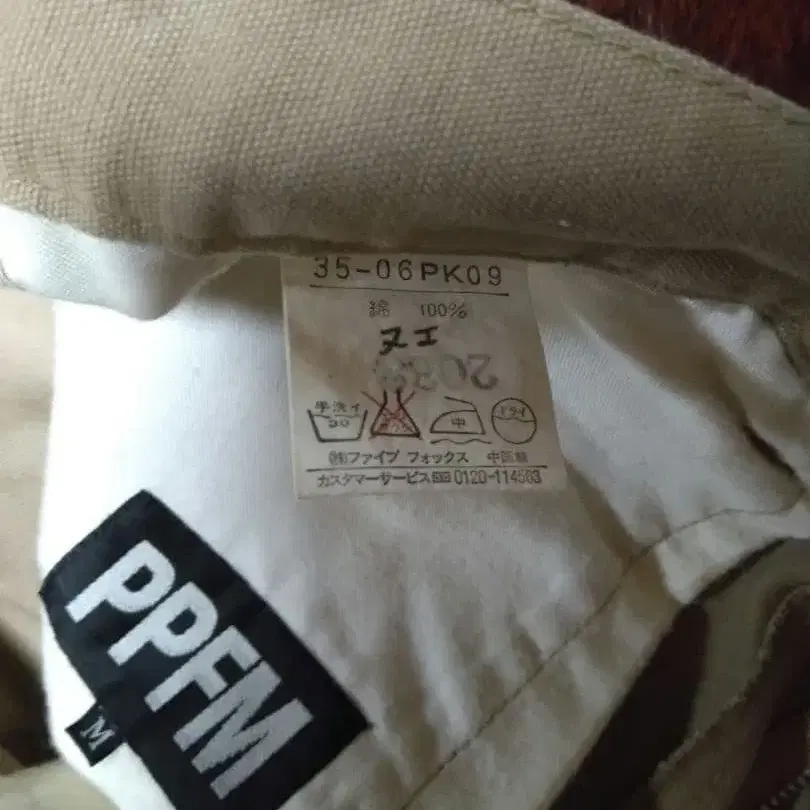 35-06PK09
綿 100%
ヌエ
手洗イ
30
中
ドライ
㈱ファイブ フォックス 中国製
カスタマーサービス 0120-114563
PPFM
M